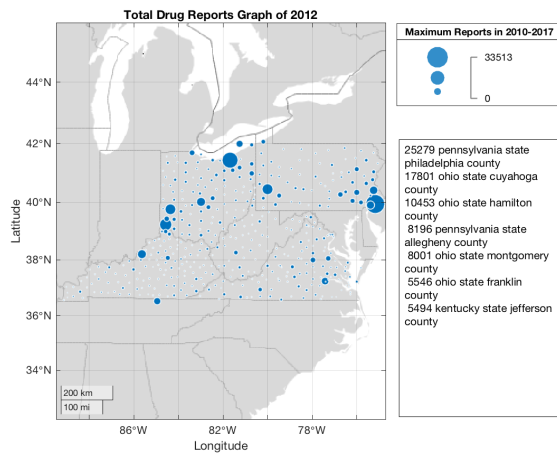 Total Drug Reports Graph of 2012
44°N
42°N
40°N
38°N
36°N
34°N
Latitude
200 km
100 mi
86°W
82°W
78°W
Longitude
Maximum Reports in 2010-2017
33513
0
25279 pennsylvania state
philadelphia county
17801 ohio state cuyahoga
county
10453 ohio state hamilton
county
8196 pennsylvania state
allegheny county
8001 ohio state montgomery
county
5546 ohio state franklin
county
5494 kentucky state jefferson
county